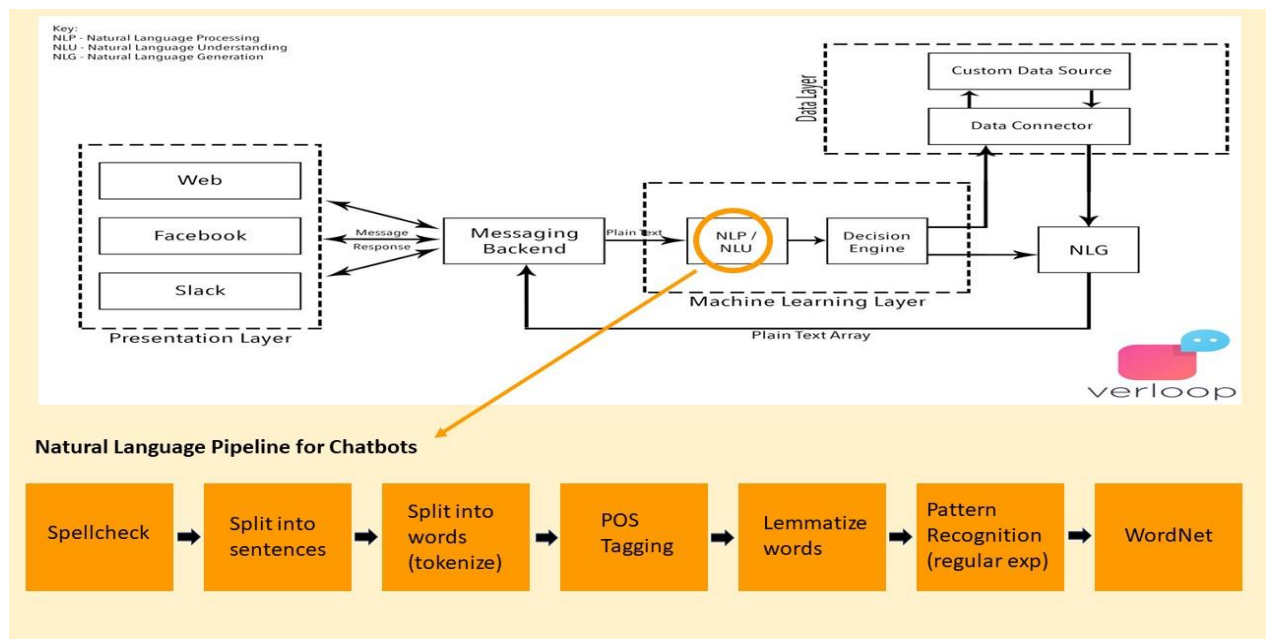 Key:
NLP - Natural Language Processing
NLU - Natural Language Understanding
NLG - Natural Language Generation
Custom Data Source
Data Layer
Data Connector
Web
Facebook
Slack
Presentation Layer
Message
Response
Messaging
Backend
Plain Text
NLP /
NLU
Decision
Engine
Machine Learning Layer
NLG
Plain Text Array
verloop
Natural Language Pipeline for Chatbots
Spellcheck
Split into
sentences
Split into
words
(tokenize)
POS
Tagging
Lemmatize
words
Pattern
Recognition
(regular exp)
WordNet